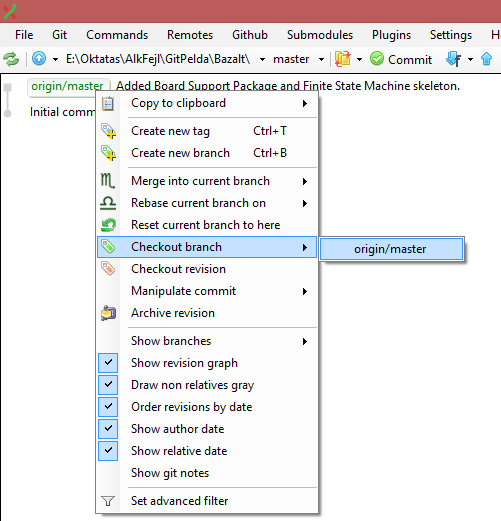 File Git Commands Remotes Github Submodules Plugins Settings
E:\Oktatas\AlkFejl\GitPelda\Bazalt\ master Commit
origin/master Added Board Support Package and Finite State Machine skeleton.
Initial comm
Copy to clipboard
Create new tag Ctrl+T
Create new branch Ctrl+B
Merge into current branch
Rebase current branch on
Reset current branch to here
Checkout branch
origin/master
Checkout revision
Manipulate commit
Archive revision
Show branches
Show revision graph
Draw non relatives gray
Order revisions by date
Show author date
Show relative date
Show git notes
Set advanced filter